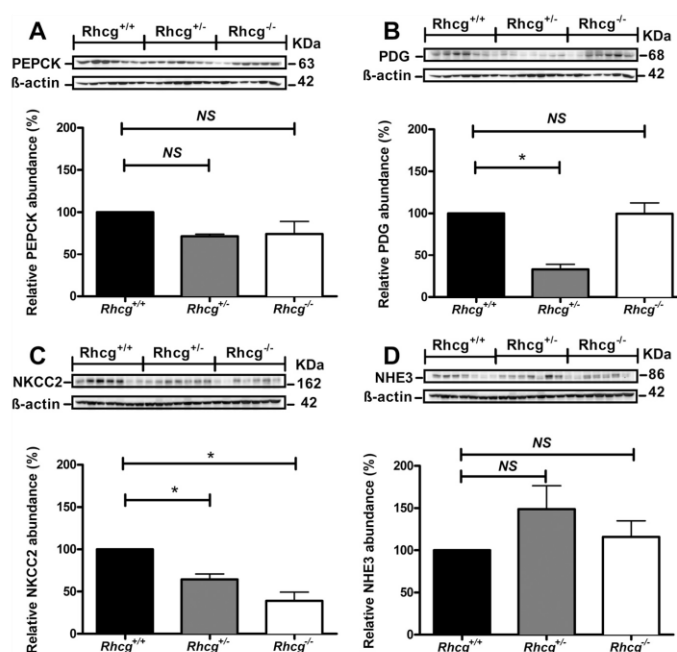 A Rhcg+/+ Rhcg+/- Rhcg-/- KDa
PEPCK 63
ß-actin 42
NS
NS
Relative PEPCK abundance (%)
200
150
100
50
0
Rhcg+/+ Rhcg+/- Rhcg-/-
B Rhcg+/+ Rhcg+/- Rhcg-/- KDa
PDG 68
ß-actin 42
NS
*
Relative PDG abundance (%)
200
150
100
50
0
Rhcg+/+ Rhcg+/- Rhcg-/-
C Rhcg+/+ Rhcg+/- Rhcg-/- KDa
NKCC2 162
ß-actin 42
*
*
Relative NKCC2 abundance (%)
200
150
100
50
0
Rhcg+/+ Rhcg+/- Rhcg-/-
D Rhcg+/+ Rhcg+/- Rhcg-/- KDa
NHE3 86
ß-actin 42
NS
NS
Relative NHE3 abundance (%)
200
150
100
50
0
Rhcg+/+ Rhcg+/- Rhcg-/-